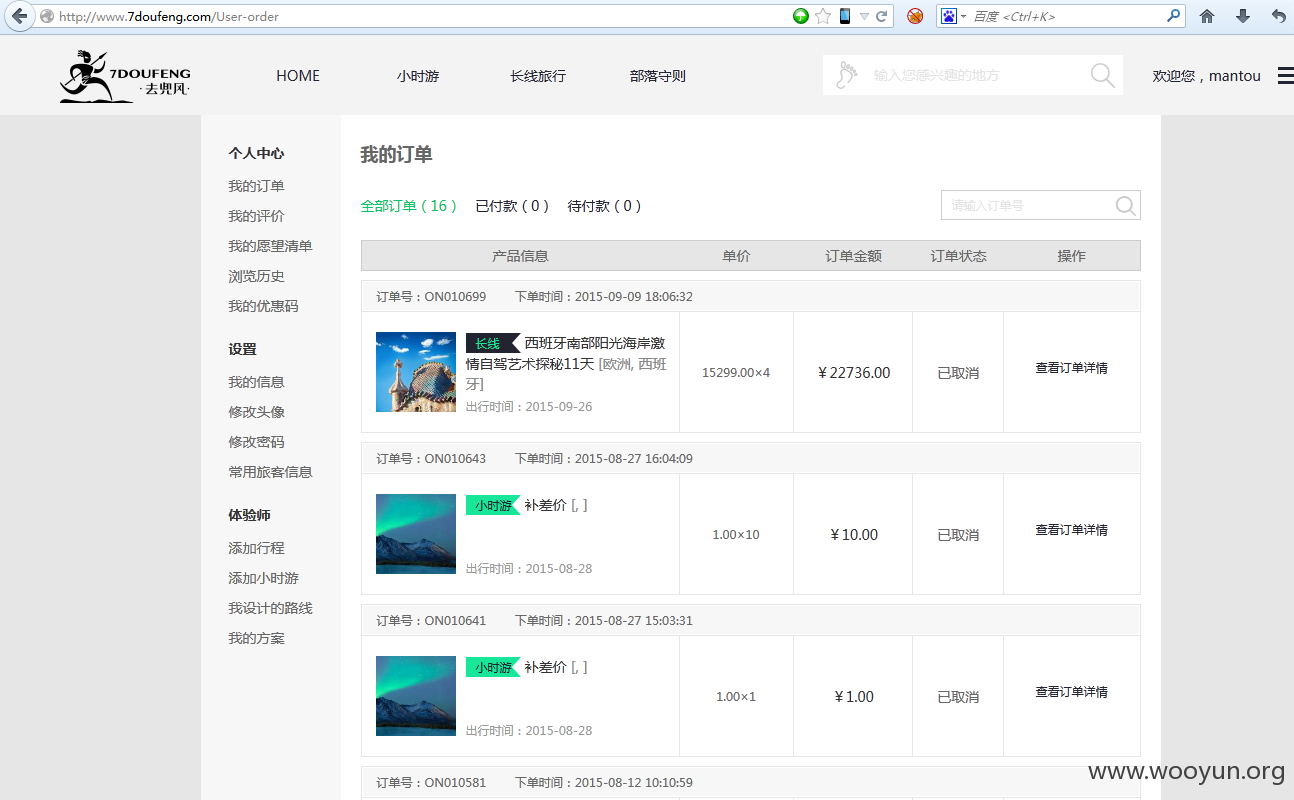 http://www.7doufeng.com/User-order
百度 <Ctrl+K>
7DOUFENG
·去兜风·
HOME
小时游
长线旅行
部落守则
输入您感兴趣的地方
欢迎您，mantou
个人中心
我的订单
我的评价
我的愿望清单
浏览历史
我的优惠码
设置
我的信息
修改头像
修改密码
常用旅客信息
体验师
添加行程
添加小时游
我设计的路线
我的方案
我的订单
全部订单（16） 已付款（0） 待付款（0）
请输入订单号
产品信息 单价 订单金额 订单状态 操作
订单号：ON010699 下单时间：2015-09-09 18:06:32
长线 西班牙南部阳光海岸激
情自驾艺术探秘11天 [欧洲, 西班
牙]
出行时间：2015-09-26
15299.00×4
￥22736.00
已取消
查看订单详情
订单号：ON010643 下单时间：2015-08-27 16:04:09
小时游 补差价 [, ]
出行时间：2015-08-28
1.00×10
￥10.00
已取消
查看订单详情
订单号：ON010641 下单时间：2015-08-27 15:03:31
小时游 补差价 [, ]
出行时间：2015-08-28
1.00×1
￥1.00
已取消
查看订单详情
订单号：ON010581 下单时间：2015-08-12 10:10:59
www.wooyun.org